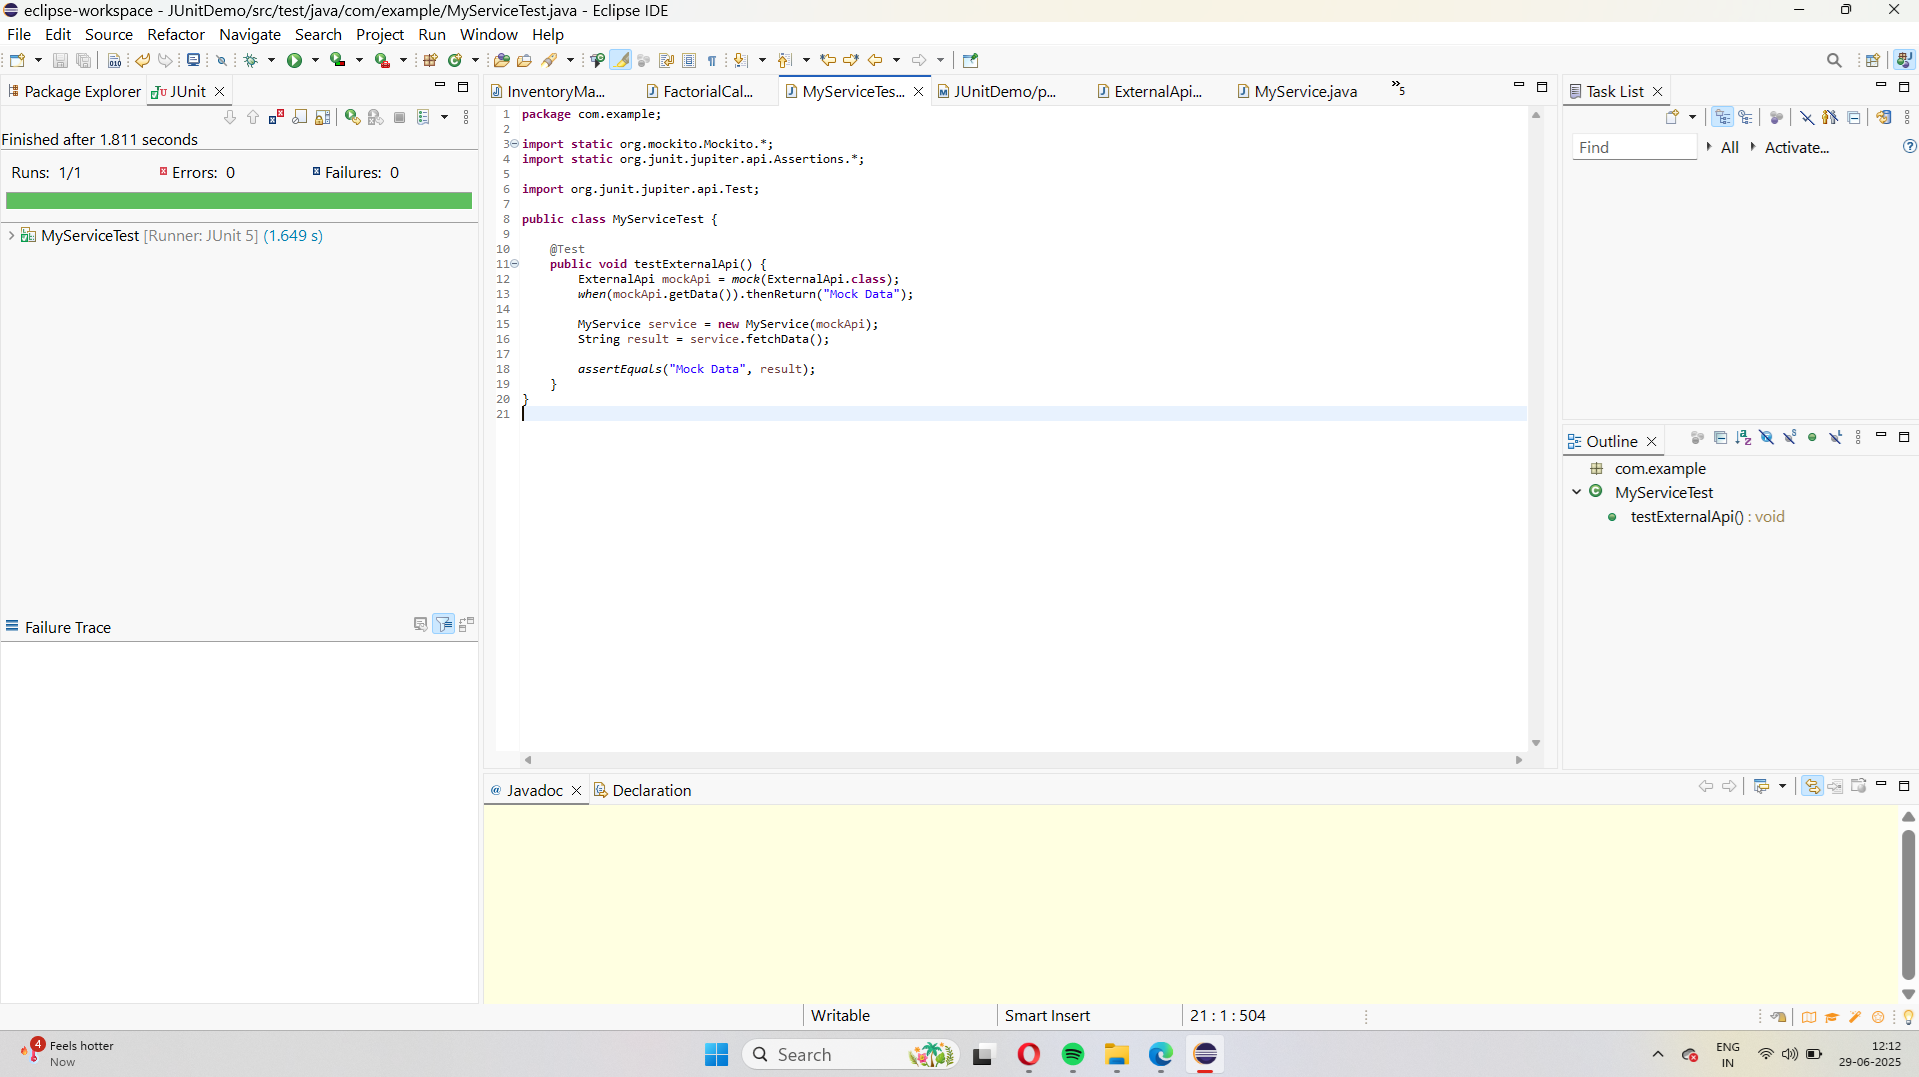 eclipse-workspace - JUnitDemo/src/test/java/com/example/MyServiceTest.java - Eclipse IDE
File Edit Source Refactor Navigate Search Project Run Window Help
Package Explorer JUnit
Finished after 1.811 seconds
Runs: 1/1 Errors: 0 Failures: 0
MyServiceTest [Runner: JUnit 5] (1.649 s)
Failure Trace
InventoryMa... FactorialCal... MyServiceTes... JUnitDemo/p... ExternalApi... MyService.java »5
1 package com.example;
2
3 import static org.mockito.Mockito.*;
4 import static org.junit.jupiter.api.Assertions.*;
5
6 import org.junit.jupiter.api.Test;
7
8 public class MyServiceTest {
9
10 @Test
11 public void testExternalApi() {
12 ExternalApi mockApi = mock(ExternalApi.class);
13 when(mockApi.getData()).thenReturn("Mock Data");
14
15 MyService service = new MyService(mockApi);
16 String result = service.fetchData();
17
18 assertEquals("Mock Data", result);
19 }
20 }
21
Task List
Find All Activate...
Outline
com.example
MyServiceTest
testExternalApi() : void
@ Javadoc Declaration
Writable Smart Insert 21 : 1 : 504
4 Feels hotter
Now
Search
ENG
IN
12:12
29-06-2025